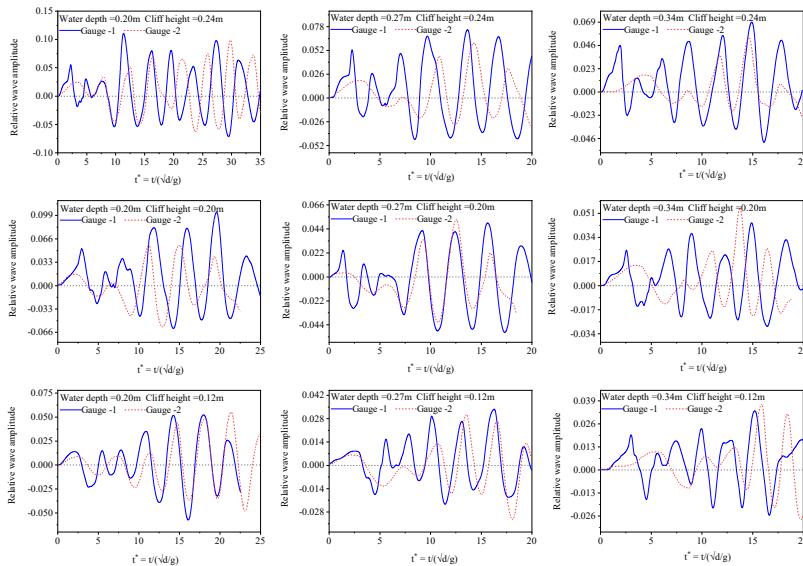 Water depth =0.20m Cliff height =0.24m
Gauge -1 Gauge -2
Relative wave amplitude
0.15
0.10
0.05
0.00
-0.05
-0.10
0 5 10 15 20 25 30 35
t* = t/(√d/g)
Water depth =0.27m Cliff height =0.24m
Gauge -1 Gauge -2
Relative wave amplitude
0.078
0.052
0.026
0.000
-0.026
-0.052
0 5 10 15 20
t* = t/(√d/g)
Water depth =0.34m Cliff height =0.24m
Gauge -1 Gauge -2
Relative wave amplitude
0.069
0.046
0.023
0.000
-0.023
-0.046
0 5 10 15 20
t* = t/(√d/g)
Water depth =0.20m Cliff height =0.20m
Gauge -1 Gauge -2
Relative wave amplitude
0.099
0.066
0.033
0.000
-0.033
-0.066
0 5 10 15 20 25
t* = t/(√d/g)
Water depth =0.27m Cliff height =0.20m
Gauge -1 Gauge -2
Relative wave amplitude
0.066
0.044
0.022
0.000
-0.022
-0.044
0 5 10 15 20
t* = t/(√d/g)
Water depth =0.34m Cliff height =0.20m
Gauge -1 Gauge -2
Relative wave amplitude
0.051
0.034
0.017
0.000
-0.017
-0.034
0 5 10 15 20
t* = t/(√d/g)
Water depth =0.20m Cliff height =0.12m
Gauge -1 Gauge -2
Relative wave amplitude
0.075
0.050
0.025
0.000
-0.025
-0.050
0 5 10 15 20 25
t* = t/(√d/g)
Water depth =0.27m Cliff height =0.12m
Gauge -1 Gauge -2
Relative wave amplitude
0.042
0.028
0.014
0.000
-0.014
-0.028
0 5 10 15 20
t* = t/(√d/g)
Water depth =0.34m Cliff height =0.12m
Gauge -1 Gauge -2
Relative wave amplitude
0.039
0.026
0.013
0.000
-0.013
-0.026
0 5 10 15 20
t* = t/(√d/g)